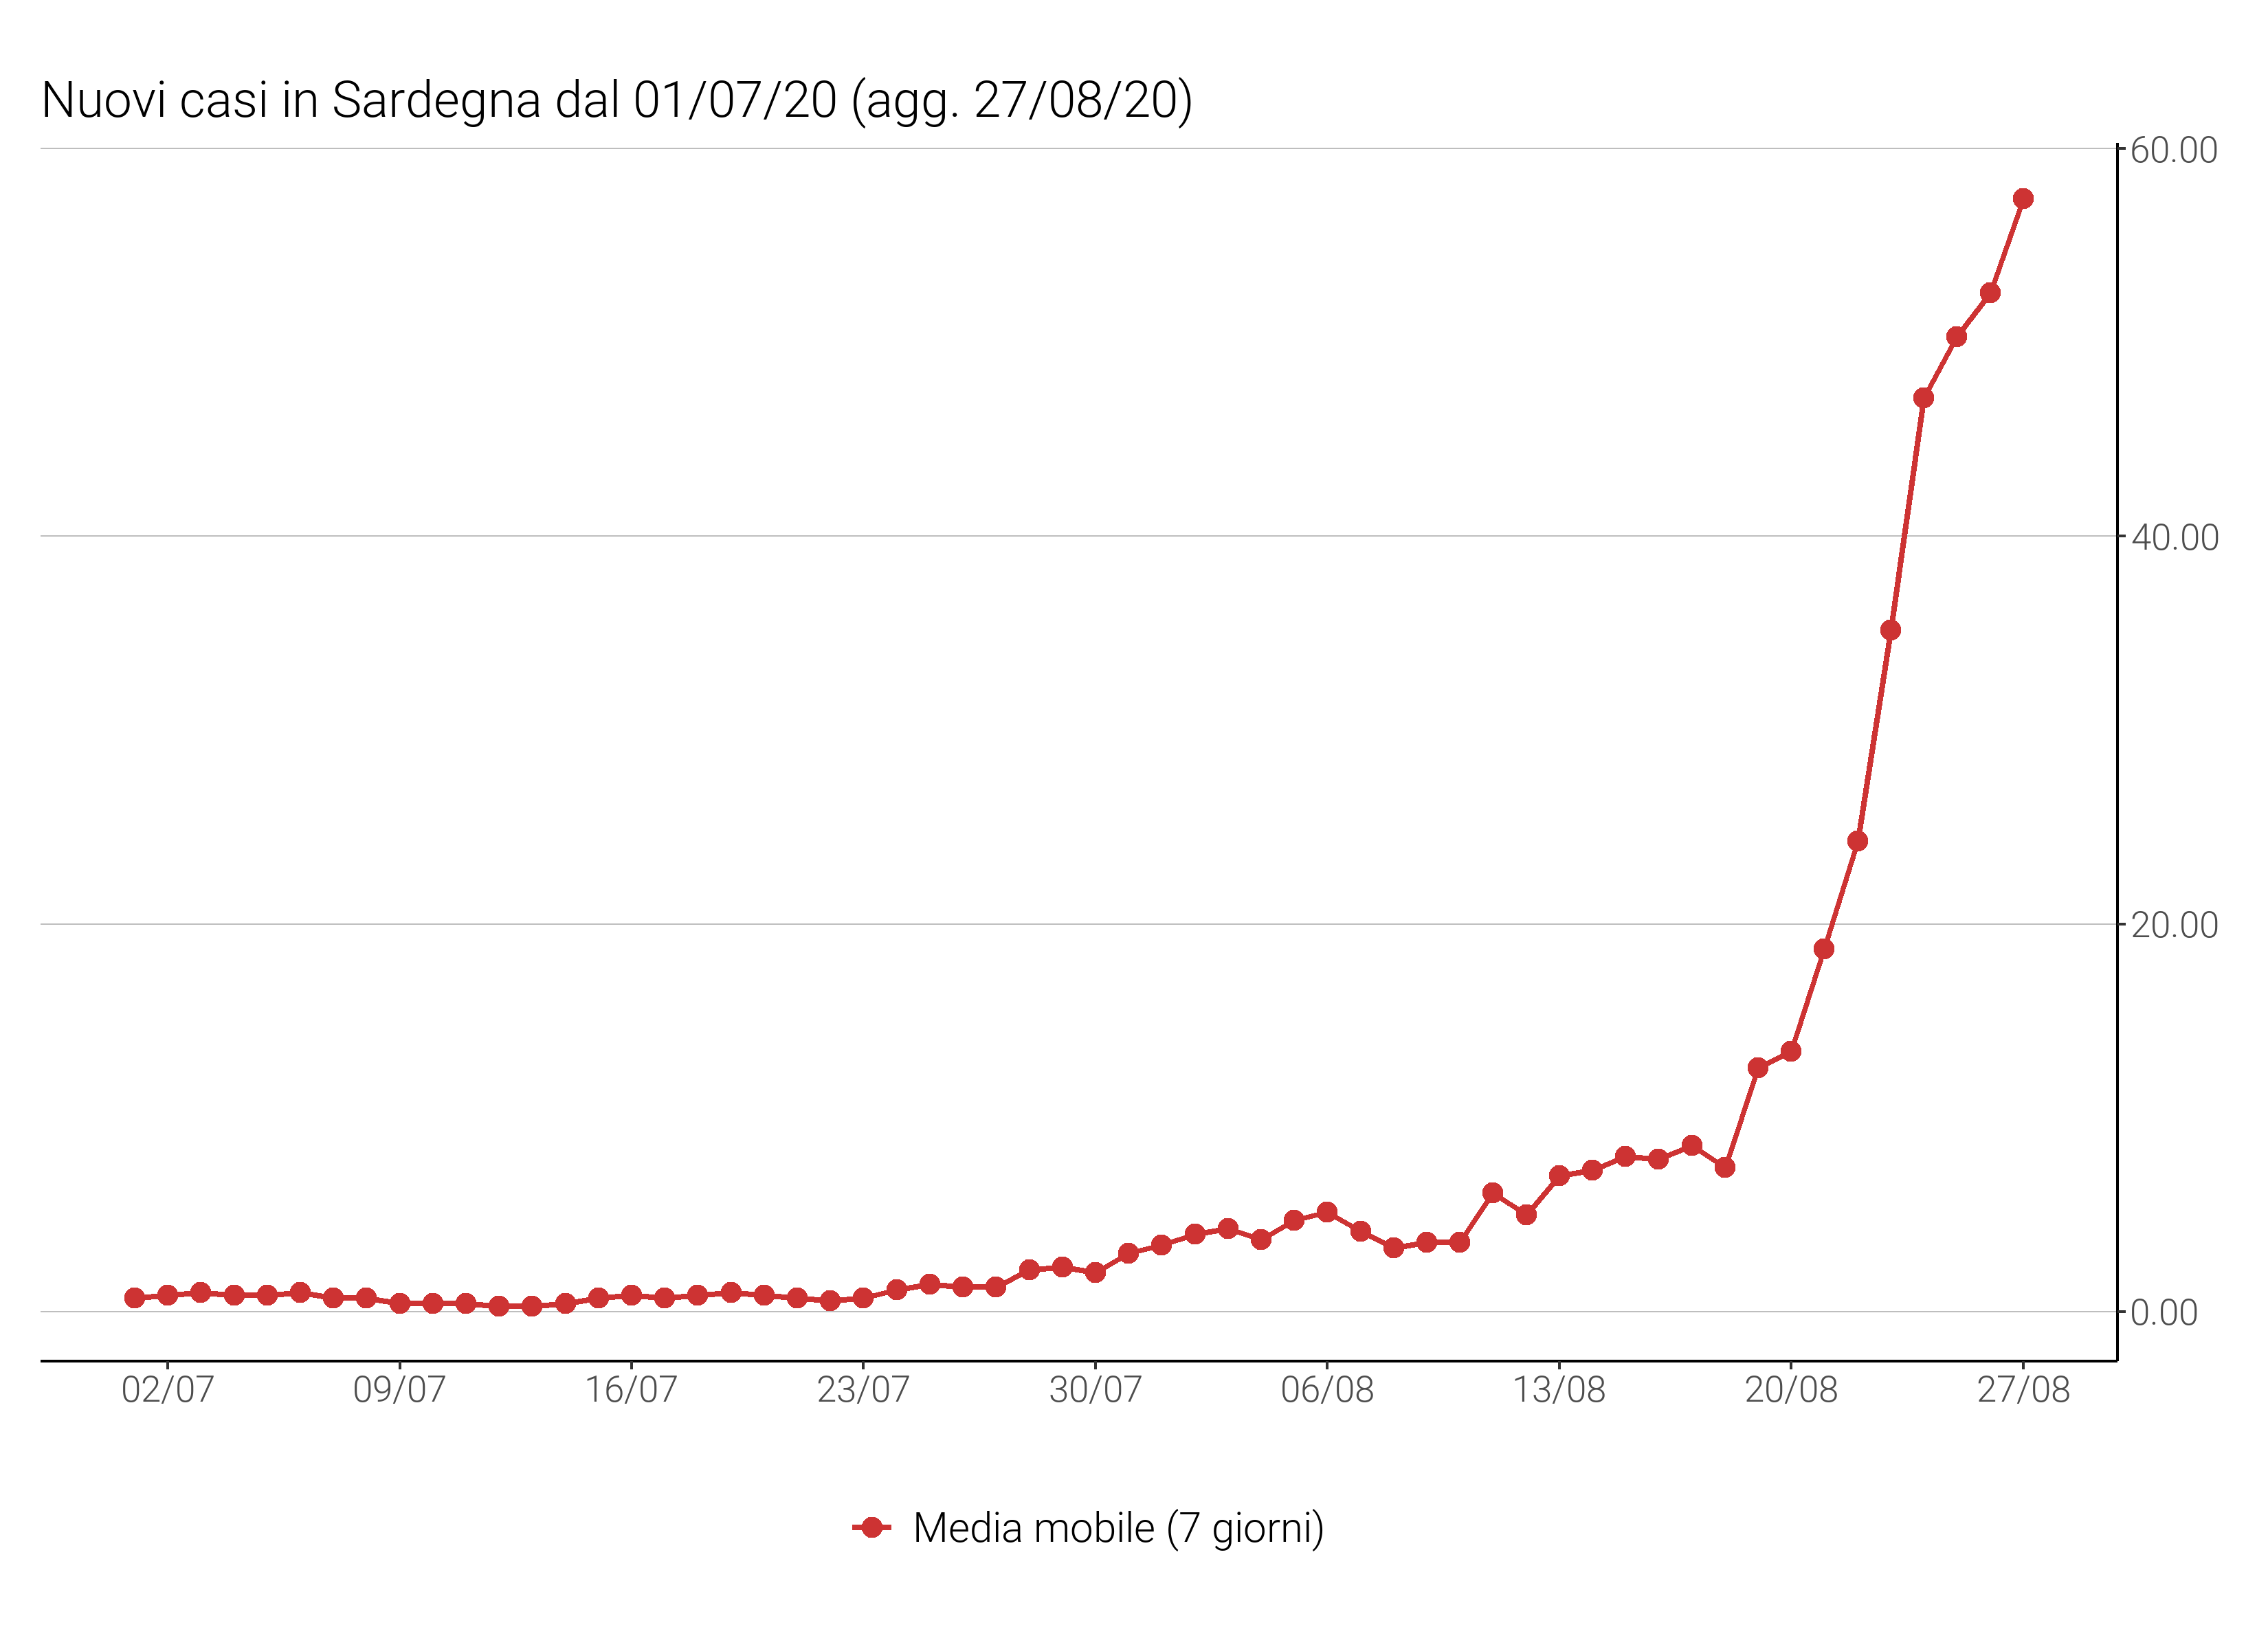 Nuovi casi in Sardegna dal 01/07/20 (agg. 27/08/20)
60.00
40.00
20.00
0.00
02/07 09/07 16/07 23/07 30/07 06/08 13/08 20/08 27/08
Media mobile (7 giorni)